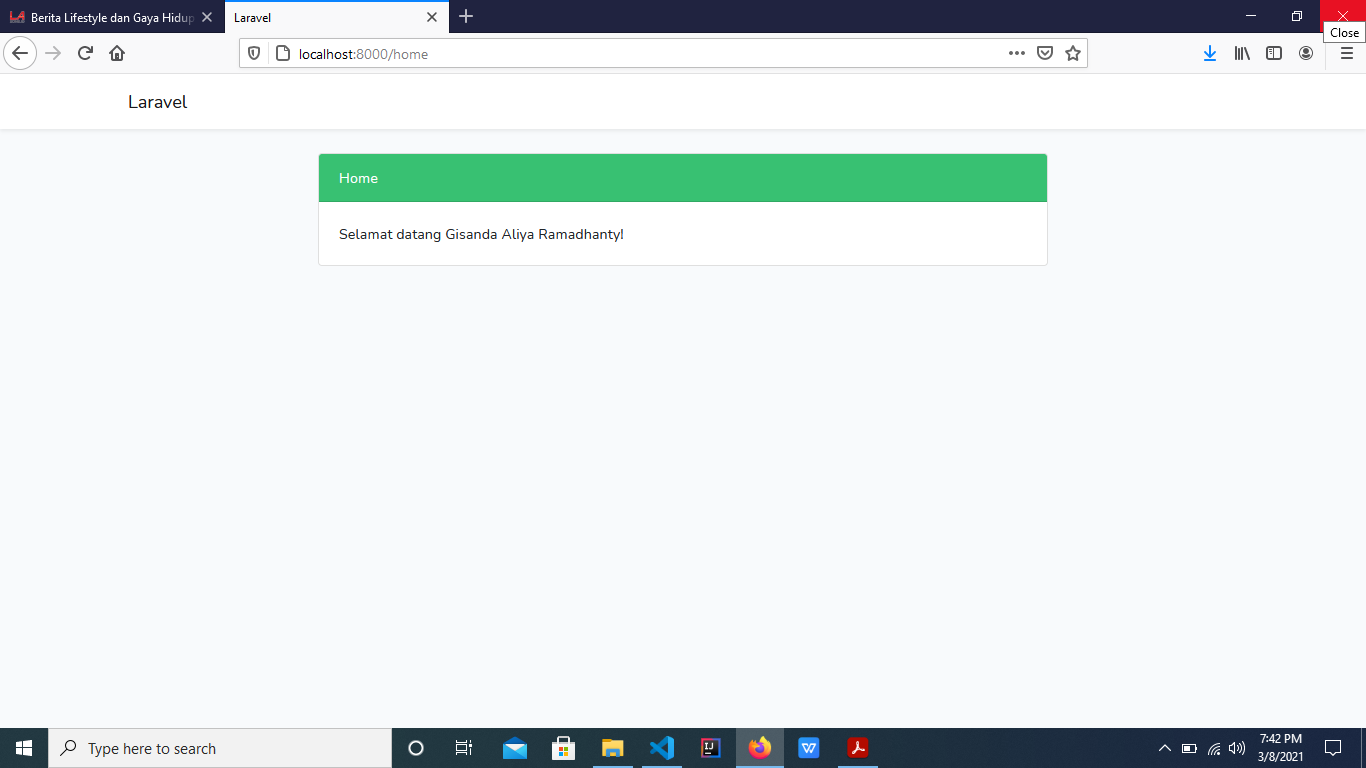 Berita Lifestyle dan Gaya Hidup
Laravel
Close
localhost:8000/home
Laravel
Home
Selamat datang Gisanda Aliya Ramadhanty!
Type here to search
7:42 PM
3/8/2021